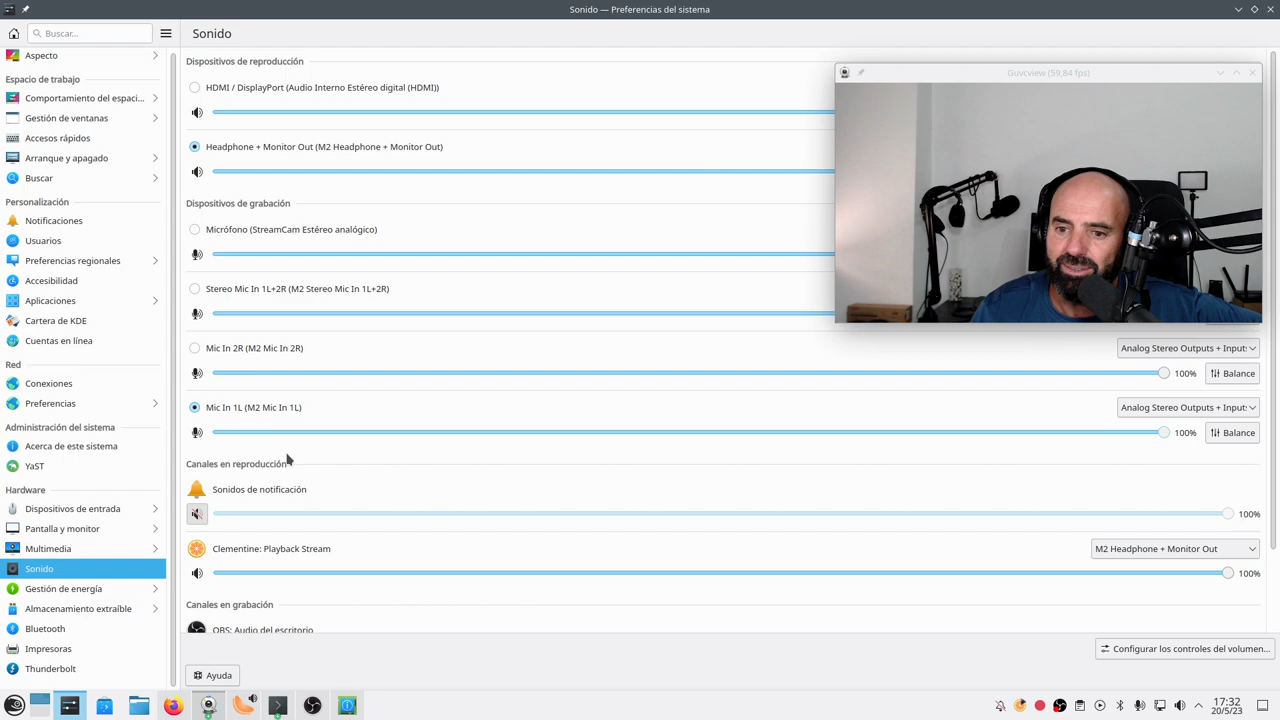 Sonido — Preferencias del sistema
Buscar...
Sonido
Aspecto
Espacio de trabajo
Comportamiento del espaci...
Gestión de ventanas
Accesos rápidos
Arranque y apagado
Buscar
Personalización
Notificaciones
Usuarios
Preferencias regionales
Accesibilidad
Aplicaciones
Cartera de KDE
Cuentas en línea
Red
Conexiones
Preferencias
Administración del sistema
Acerca de este sistema
YaST
Hardware
Dispositivos de entrada
Pantalla y monitor
Multimedia
Sonido
Gestión de energía
Almacenamiento extraíble
Bluetooth
Impresoras
Thunderbolt
Dispositivos de reproducción
HDMI / DisplayPort (Audio Interno Estéreo digital (HDMI))
Headphone + Monitor Out (M2 Headphone + Monitor Out)
Dispositivos de grabación
Micrófono (StreamCam Estéreo analógico)
Stereo Mic In 1L+2R (M2 Stereo Mic In 1L+2R)
Guvcview (59,84 fps)
Mic In 2R (M2 Mic In 2R)
Analog Stereo Outputs + Inputs
100%
Balance
Mic In 1L (M2 Mic In 1L)
Analog Stereo Outputs + Inputs
100%
Balance
Canales en reproducción
Sonidos de notificación
100%
Clementine: Playback Stream
M2 Headphone + Monitor Out
100%
Canales en grabación
OBS: Audio del escritorio
Configurar los controles del volumen...
Ayuda
17:32
20/5/23